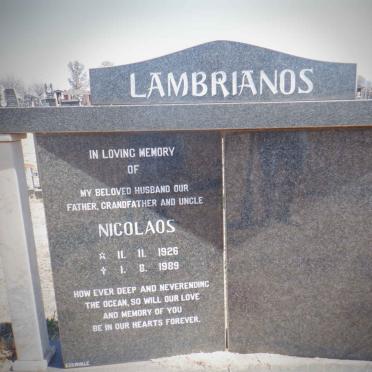 LAMBRIANOS
IN LOVING MEMORY
OF
MY BELOVED HUSBAND OUR
FATHER, GRANDFATHER AND UNCLE
NICOLAOS
☆ 11. 11. 1926
✝ 1. 8. 1989
HOW EVER DEEP AND NEVERENDING
THE OCEAN, SO WILL OUR LOVE
AND MEMORY OF YOU
BE IN OUR HEARTS FOREVER.